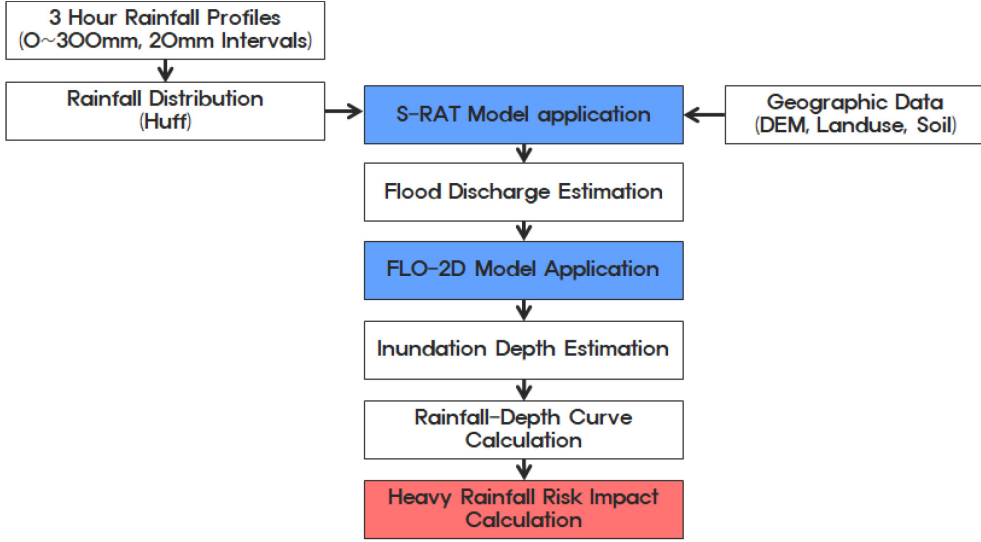 3 Hour Rainfall Profiles
(0~300mm, 20mm Intervals)
Rainfall Distribution
(Huff)
S-RAT Model application
Geographic Data
(DEM, Landuse, Soil)
Flood Discharge Estimation
FLO-2D Model Application
Inundation Depth Estimation
Rainfall-Depth Curve
Calculation
Heavy Rainfall Risk Impact
Calculation